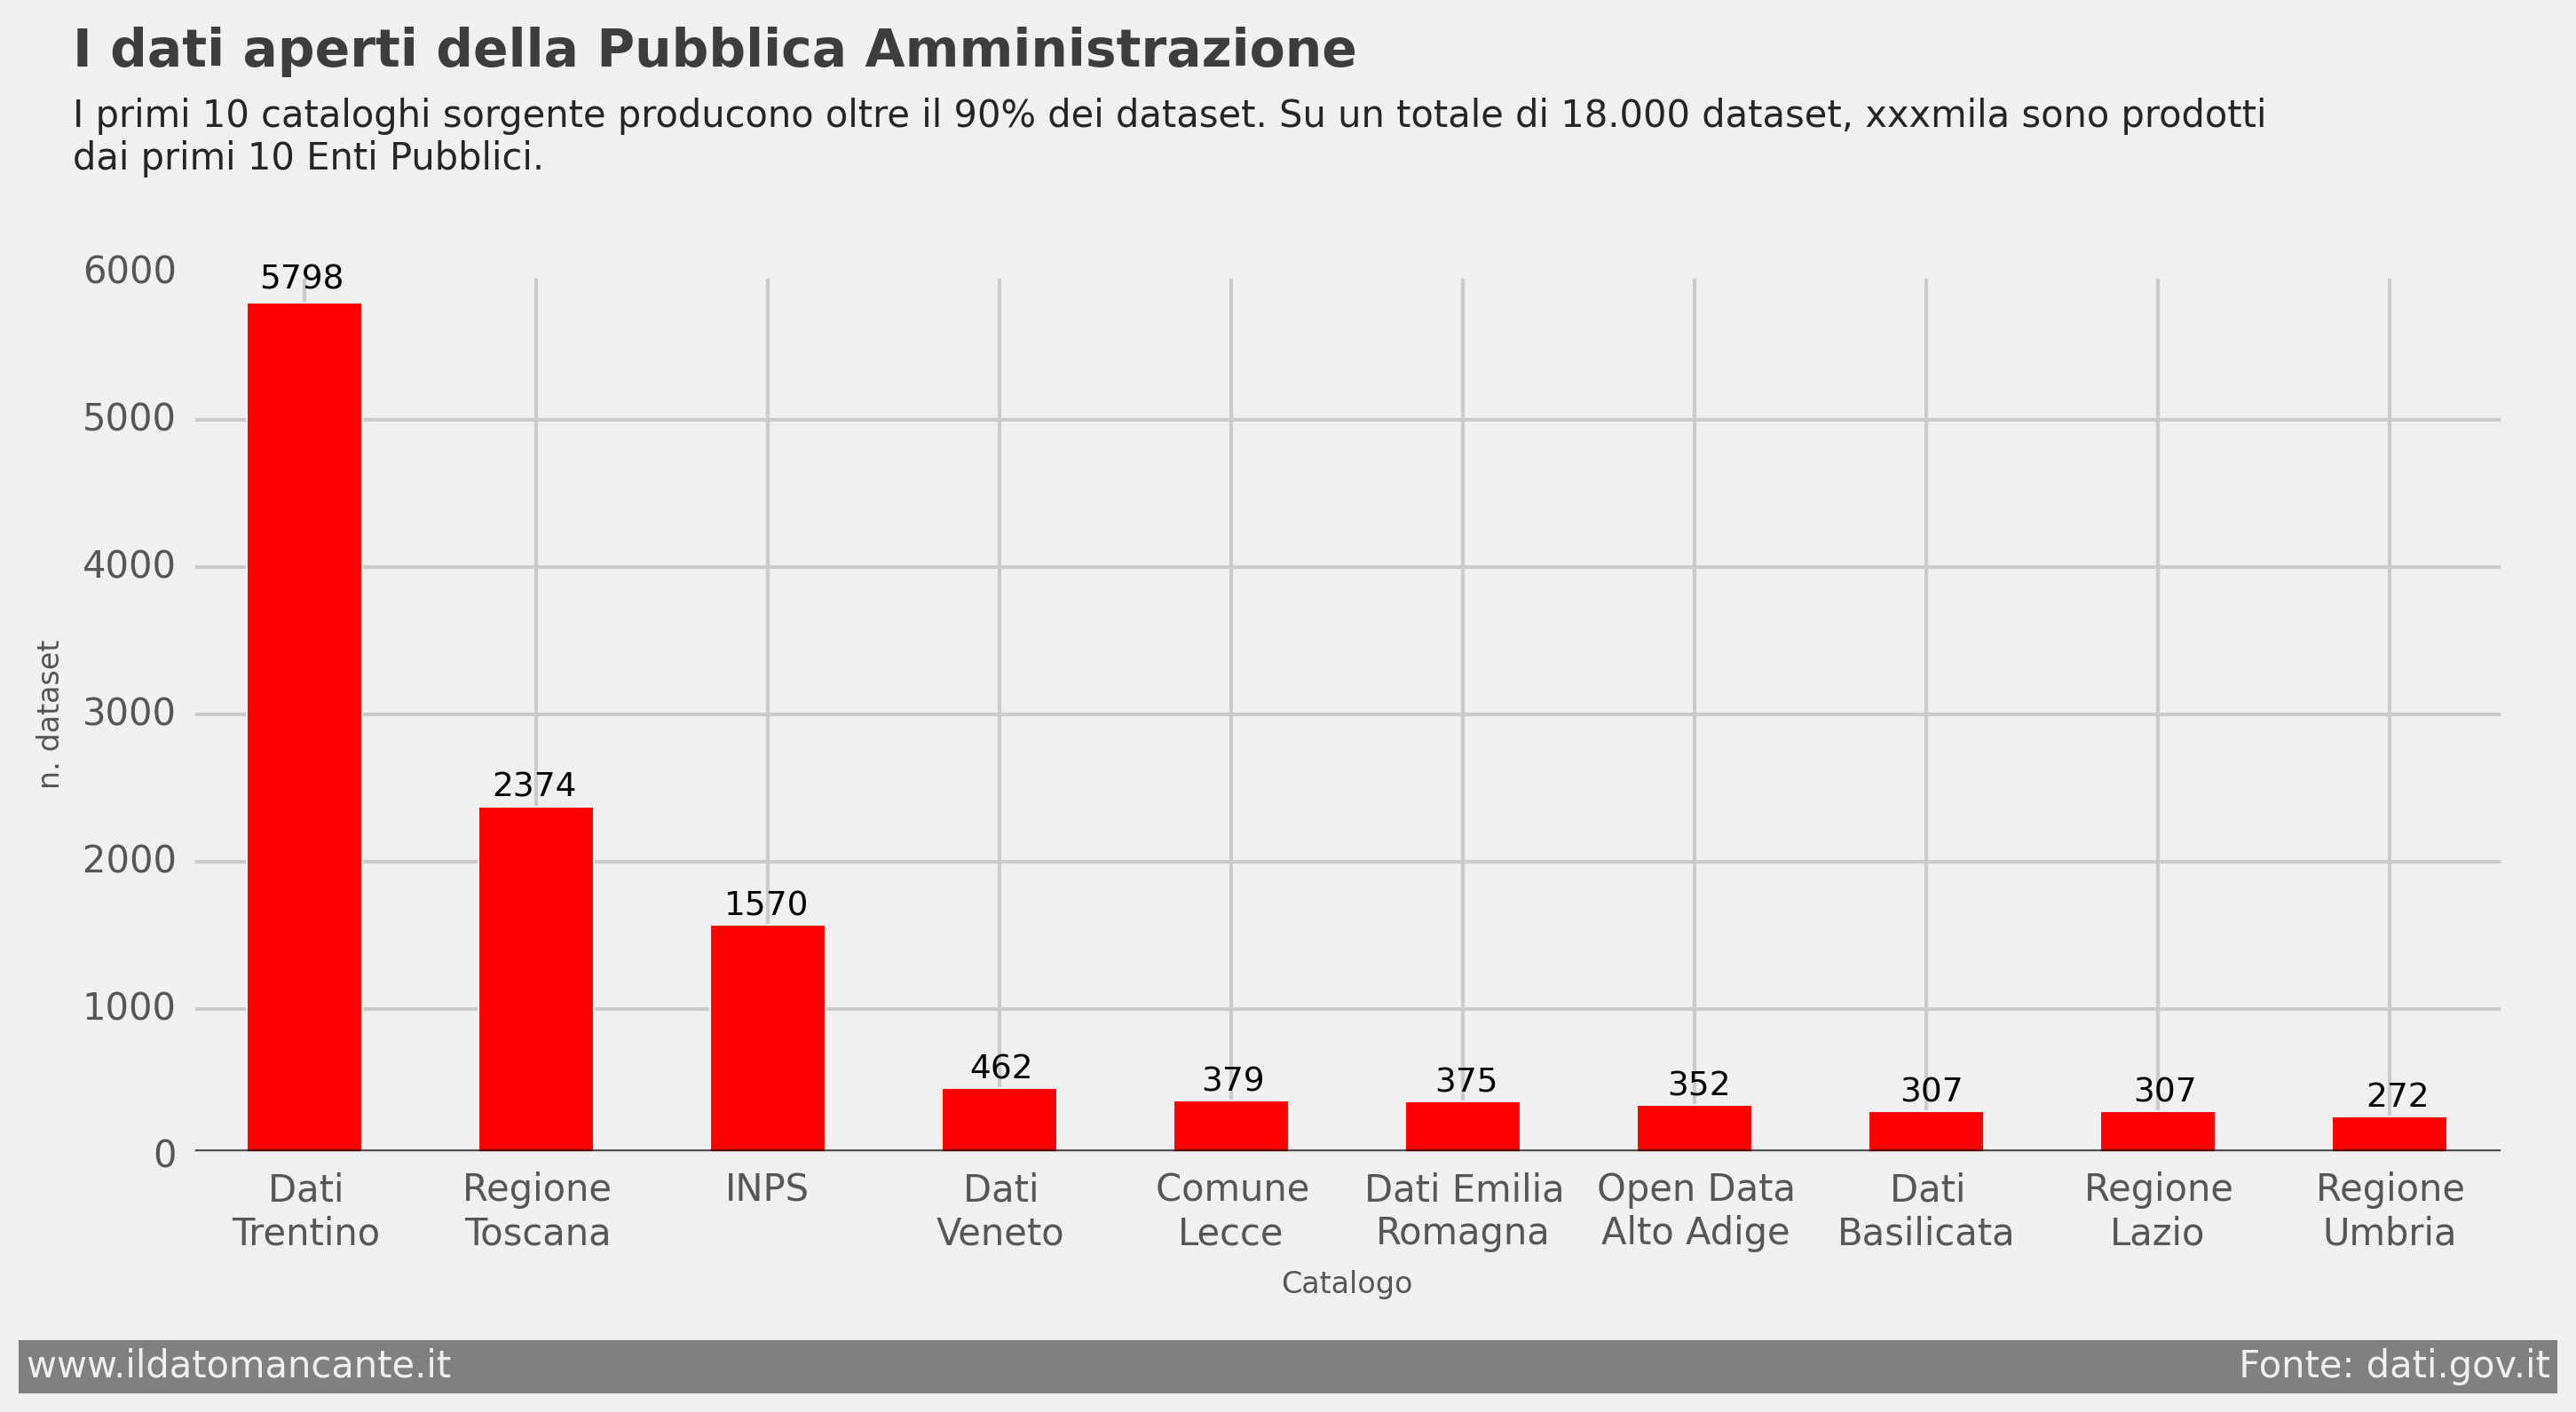 I dati aperti della Pubblica Amministrazione
I primi 10 cataloghi sorgente producono oltre il 90% dei dataset. Su un totale di 18.000 dataset, xxxmila sono prodotti
dai primi 10 Enti Pubblici.
6000
5000
4000
3000
2000
1000
0
n. dataset
5798
2374
1570
462
379
375
352
307
307
272
Dati
Trentino
Regione
Toscana
INPS
Dati
Veneto
Comune
Lecce
Dati Emilia
Romagna
Open Data
Alto Adige
Dati
Basilicata
Regione
Lazio
Regione
Umbria
Catalogo
www.ildatomancante.it
Fonte: dati.gov.it